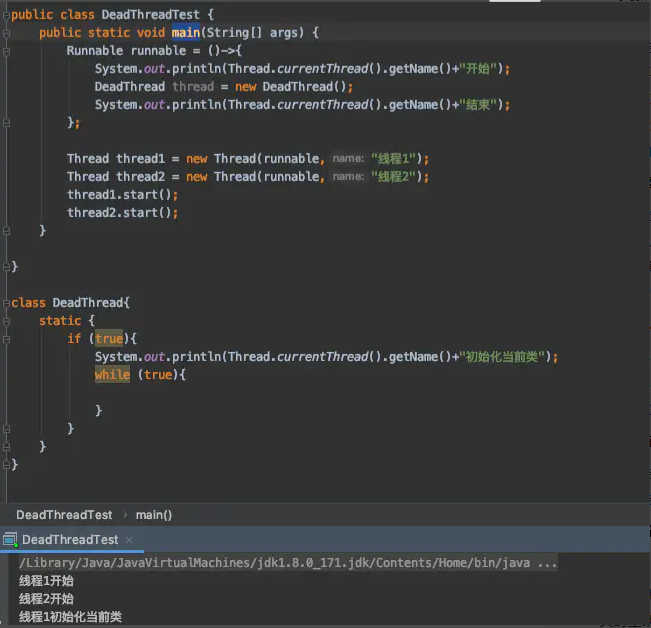 public class DeadThreadTest {
public static void main(String[] args) {
Runnable runnable = ()->{
System.out.println(Thread.currentThread().getName()+"开始");
DeadThread thread = new DeadThread();
System.out.println(Thread.currentThread().getName()+"结束");
};
Thread thread1 = new Thread(runnable, name: "线程1");
Thread thread2 = new Thread(runnable, name: "线程2");
thread1.start();
thread2.start();
}
}
class DeadThread{
static {
if (true){
System.out.println(Thread.currentThread().getName()+"初始化当前类");
while (true){
}
}
}
}
DeadThreadTest › main()
DeadThreadTest ×
/Library/Java/JavaVirtualMachines/jdk1.8.0_171.jdk/Contents/Home/bin/java ...
线程1开始
线程2开始
线程1初始化当前类